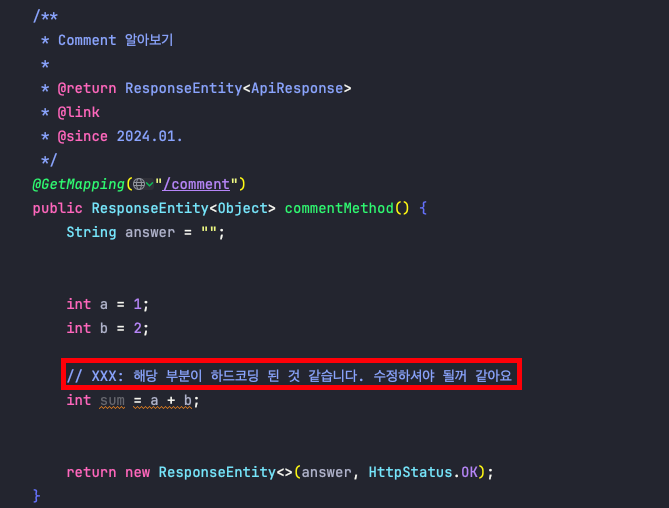 /**
* Comment 알아보기
*
* @return ResponseEntity<ApiResponse>
* @link
* @since 2024.01.
*/
@GetMapping("/comment")
public ResponseEntity<Object> commentMethod() {
String answer = "";
int a = 1;
int b = 2;
// XXX: 해당 부분이 하드코딩 된 것 같습니다. 수정하셔야 될꺼 같아요
int sum = a + b;
return new ResponseEntity<>(answer, HttpStatus.OK);
}